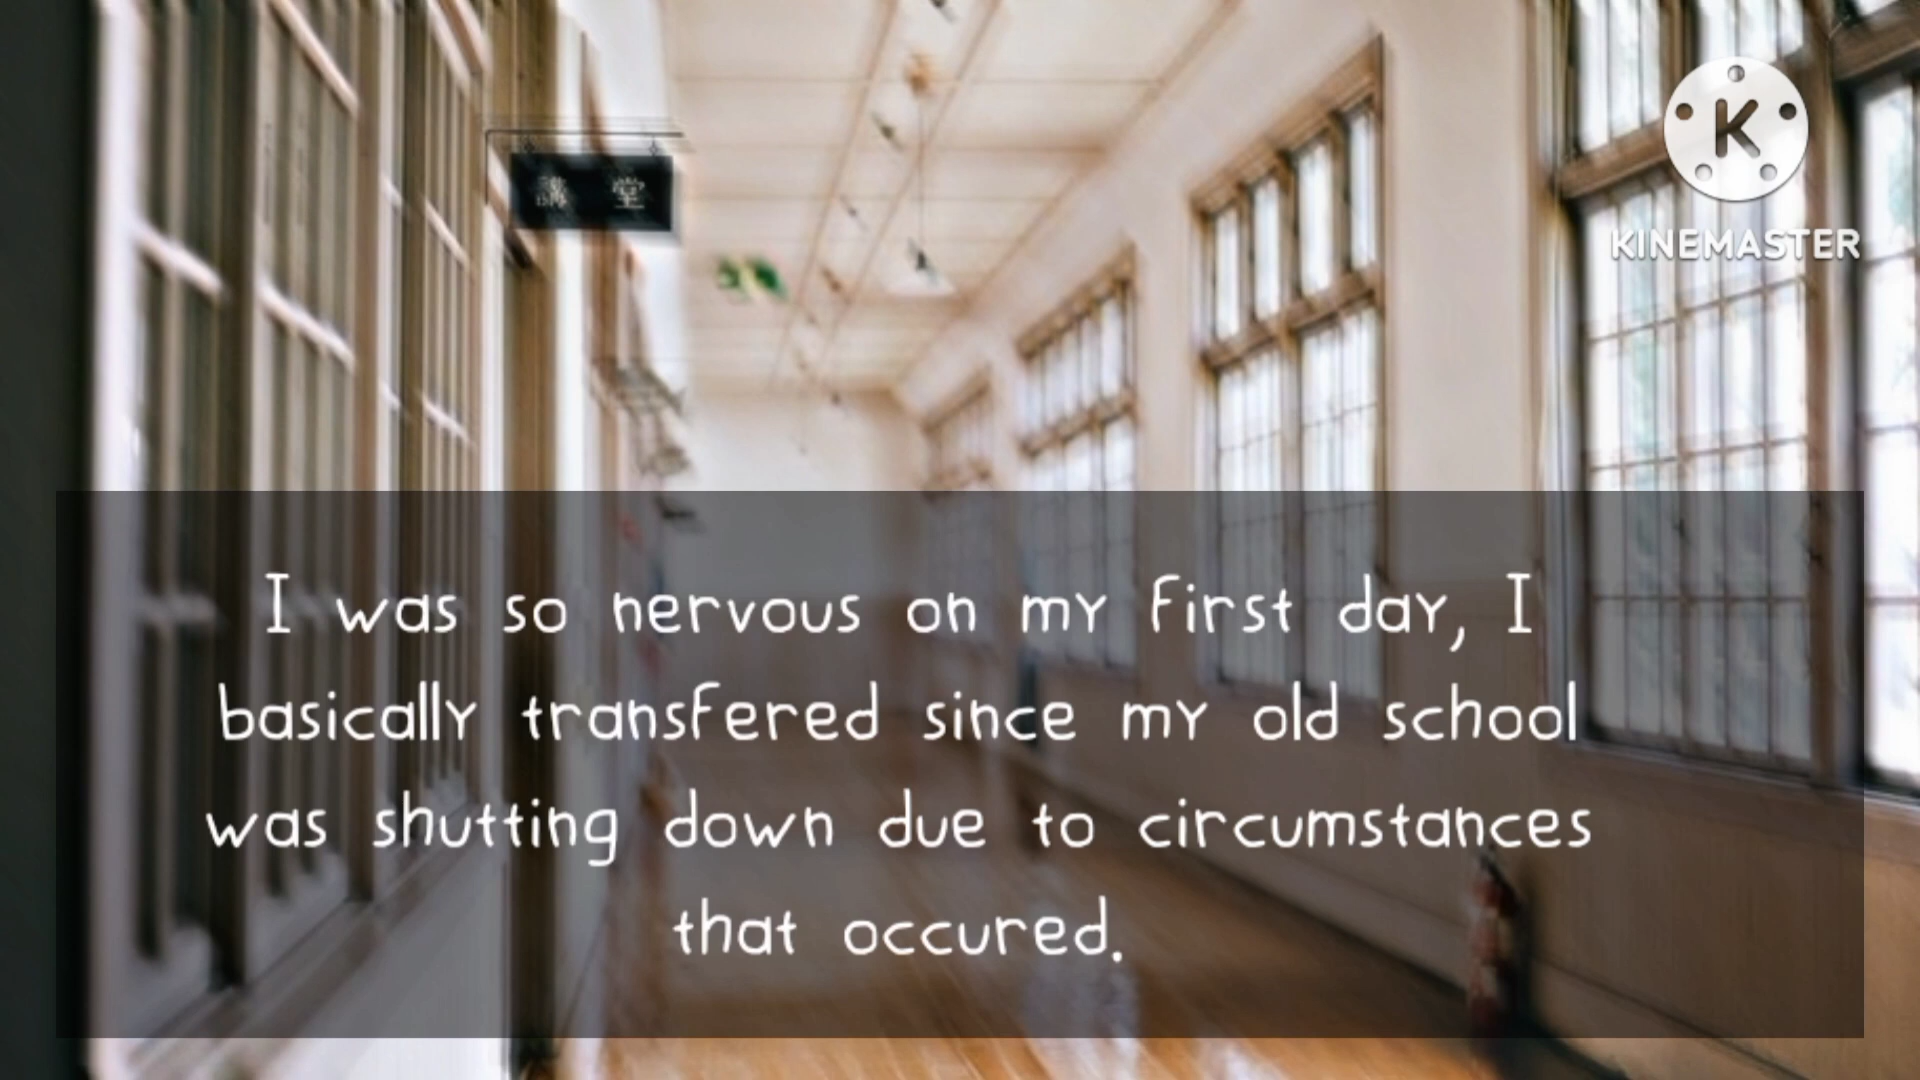 講堂
K
KINEMASTER
I was so nervous on my first day, I
basically transfered since my old school
was shutting down due to circumstances
that occured.